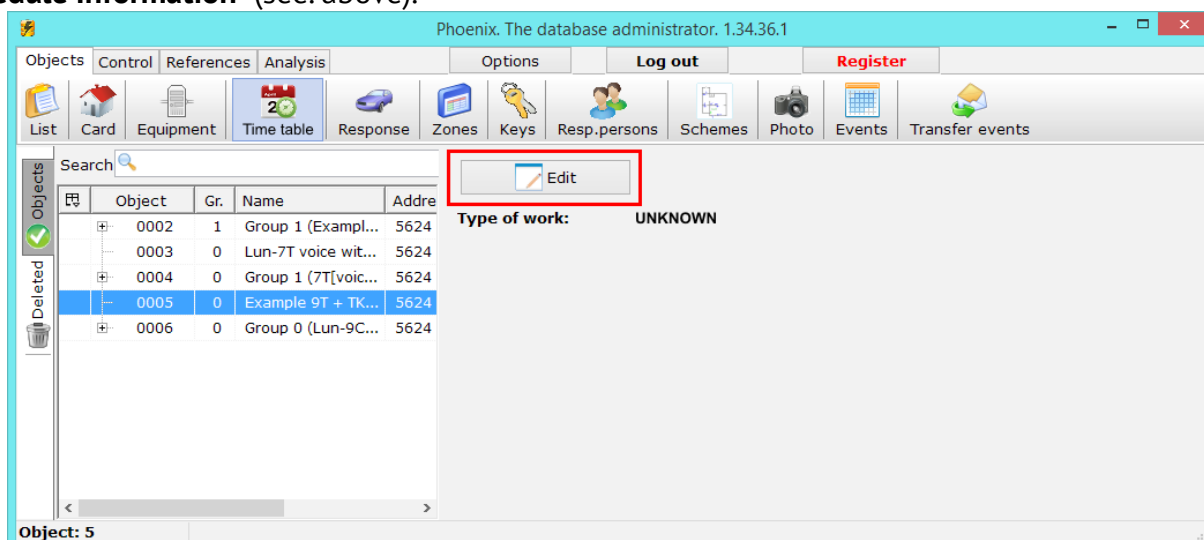 edule information" (sec. above).
Phoenix. The database administrator. 1.34.36.1
Objects Control References Analysis Options Log out Register
List Card Equipment Time table Response Zones Keys Resp.persons Schemes Photo Events Transfer events
Search
Edit
Object Gr. Name Addre
Type of work: UNKNOWN
0002 1 Group 1 (Exampl... 5624
0003 0 Lun-7T voice wit... 5624
0004 0 Group 1 (7T[voic... 5624
0005 0 Example 9T + TK... 5624
0006 0 Group 0 (Lun-9C... 5624
Objects
Deleted
Object: 5